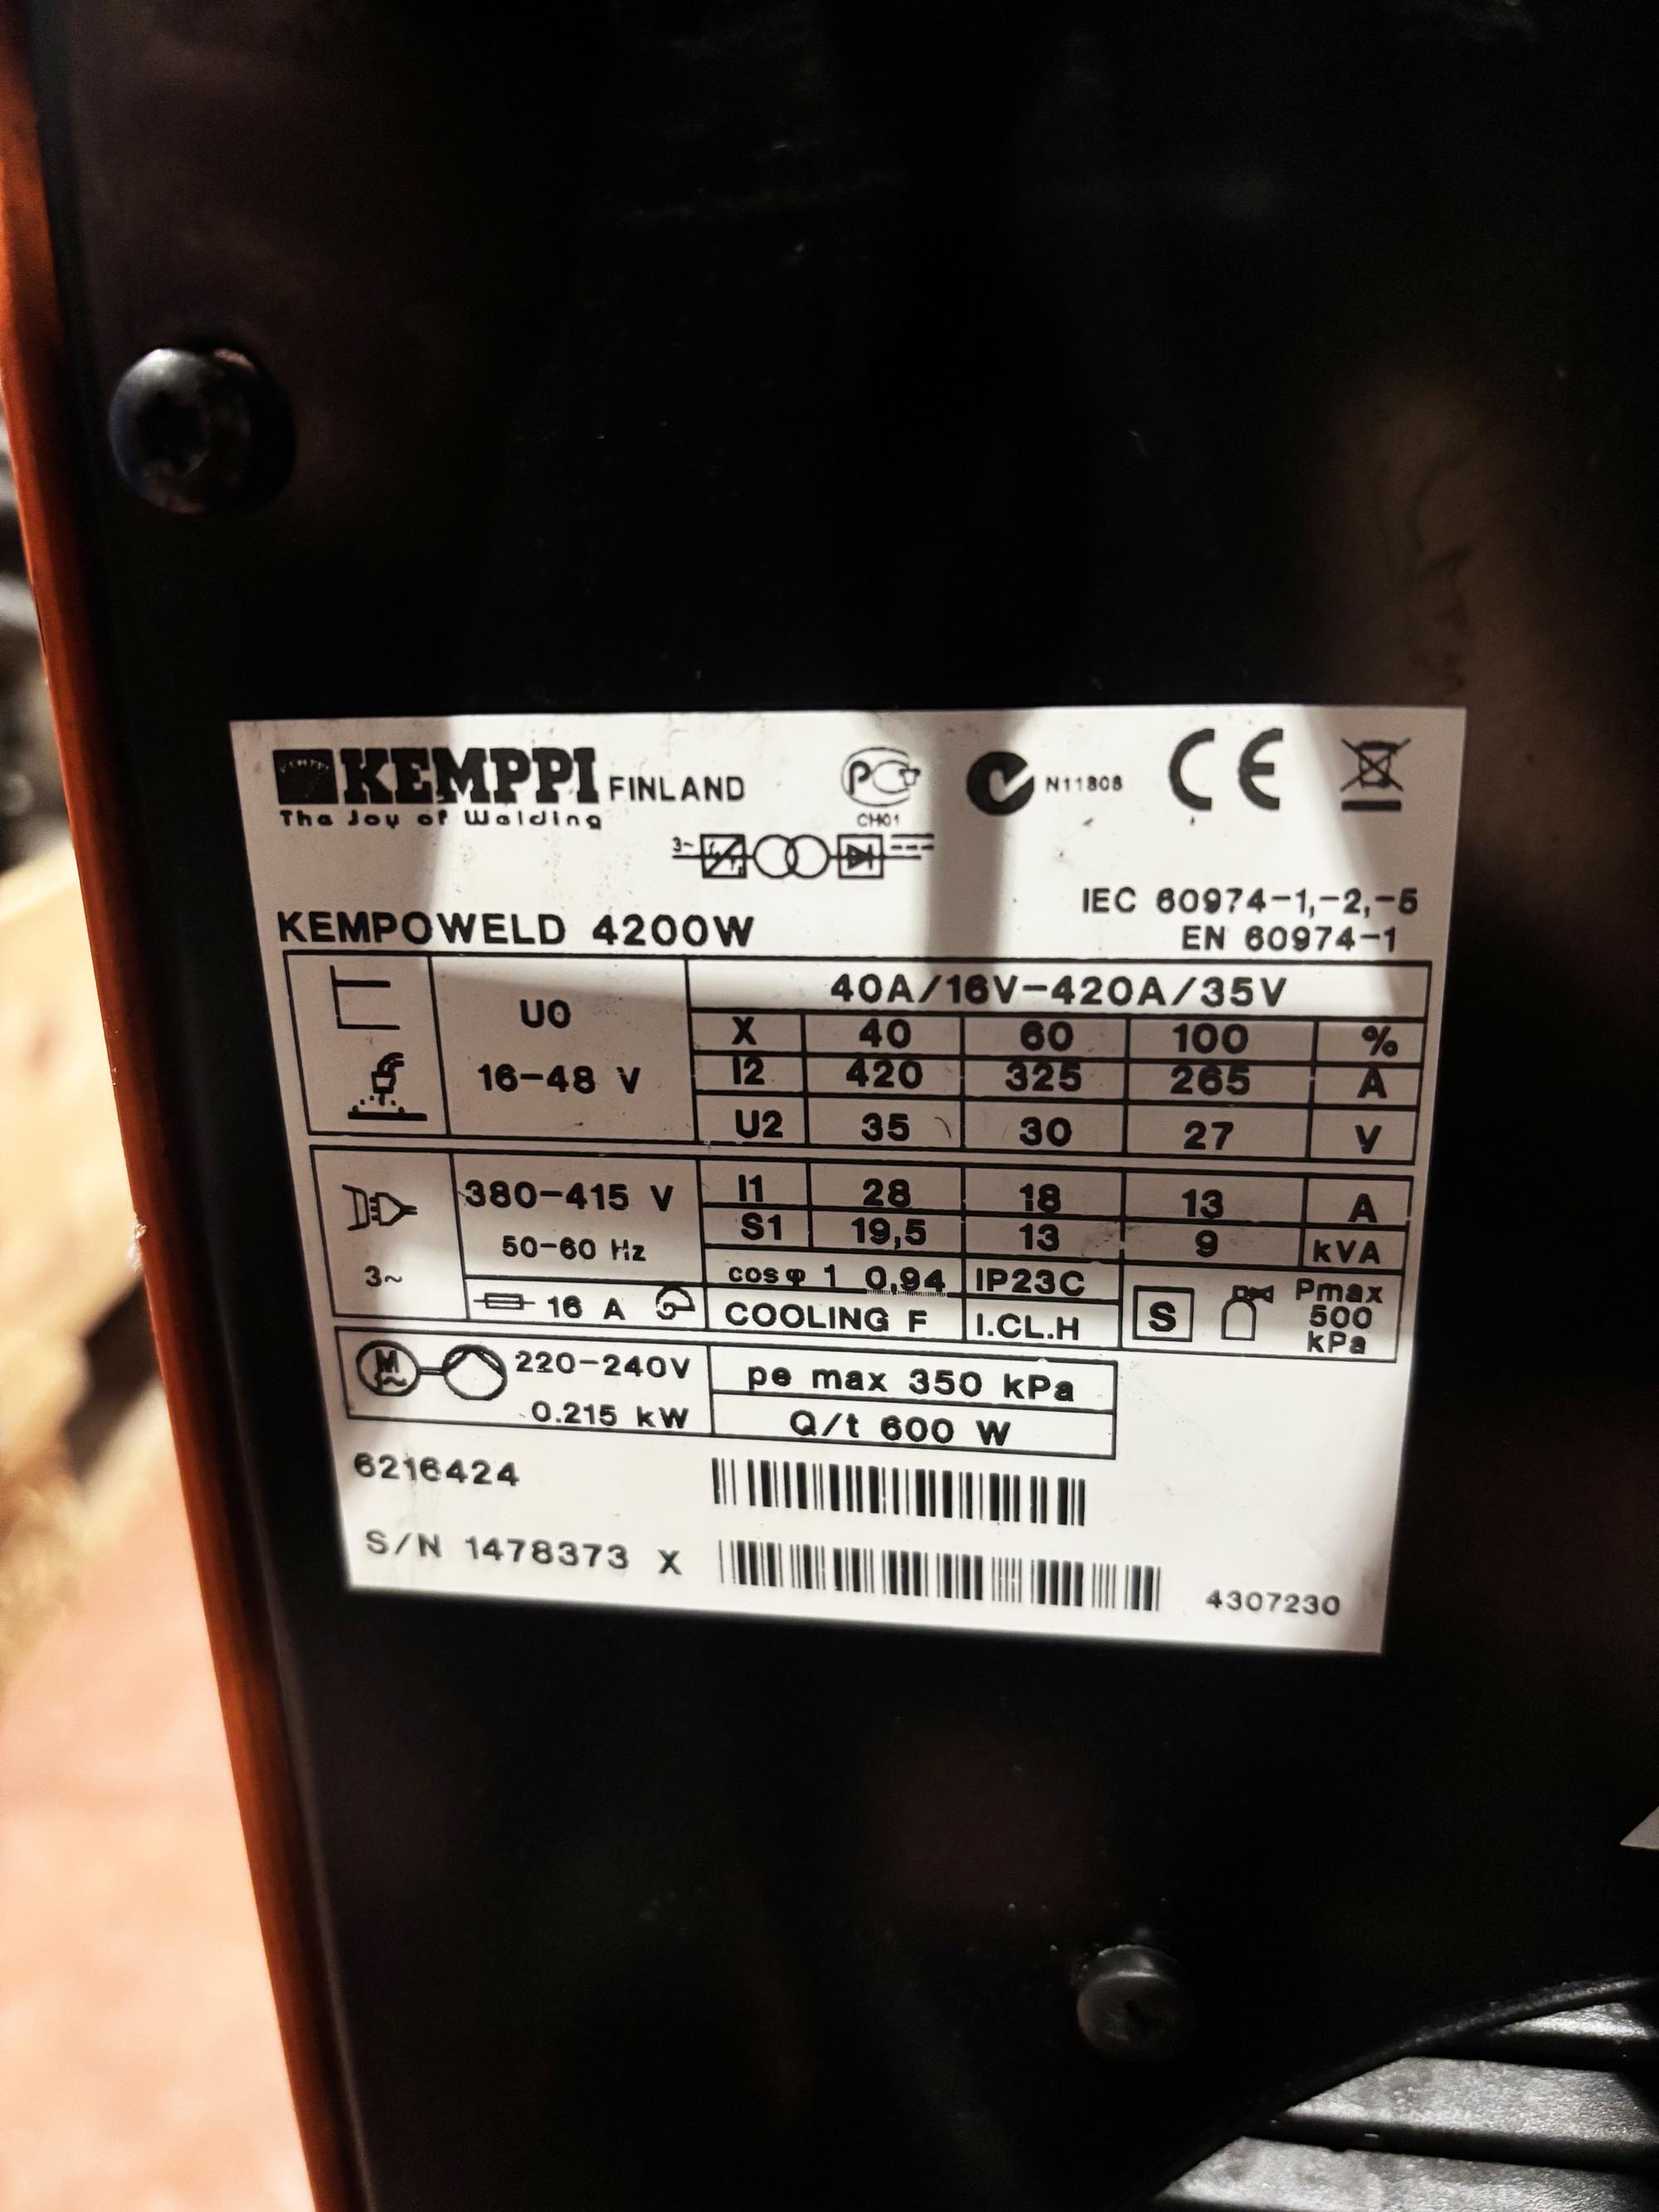 KEMPPI FINLAND
The Joy of Welding
PC
CH01
N11808
CE
3~
IEC 60974-1,-2,-5
EN 60974-1
KEMPOWELD 4200W
U0
16-48 V
40A/16V-420A/35V
X 40 60 100 %
I2 420 325 265 A
U2 35 30 27 V
380-415 V
50-60 Hz
3~
16 A
I1 28 18 13 A
S1 19,5 13 9 kVA
cos φ 1 0,94 IP23C
COOLING F I.CL.H
S
Pmax
500
kPa
M
~
220-240V
0.215 kW
pe max 350 kPa
Q/t 600 W
6216424
S/N 1478373 X
4307230